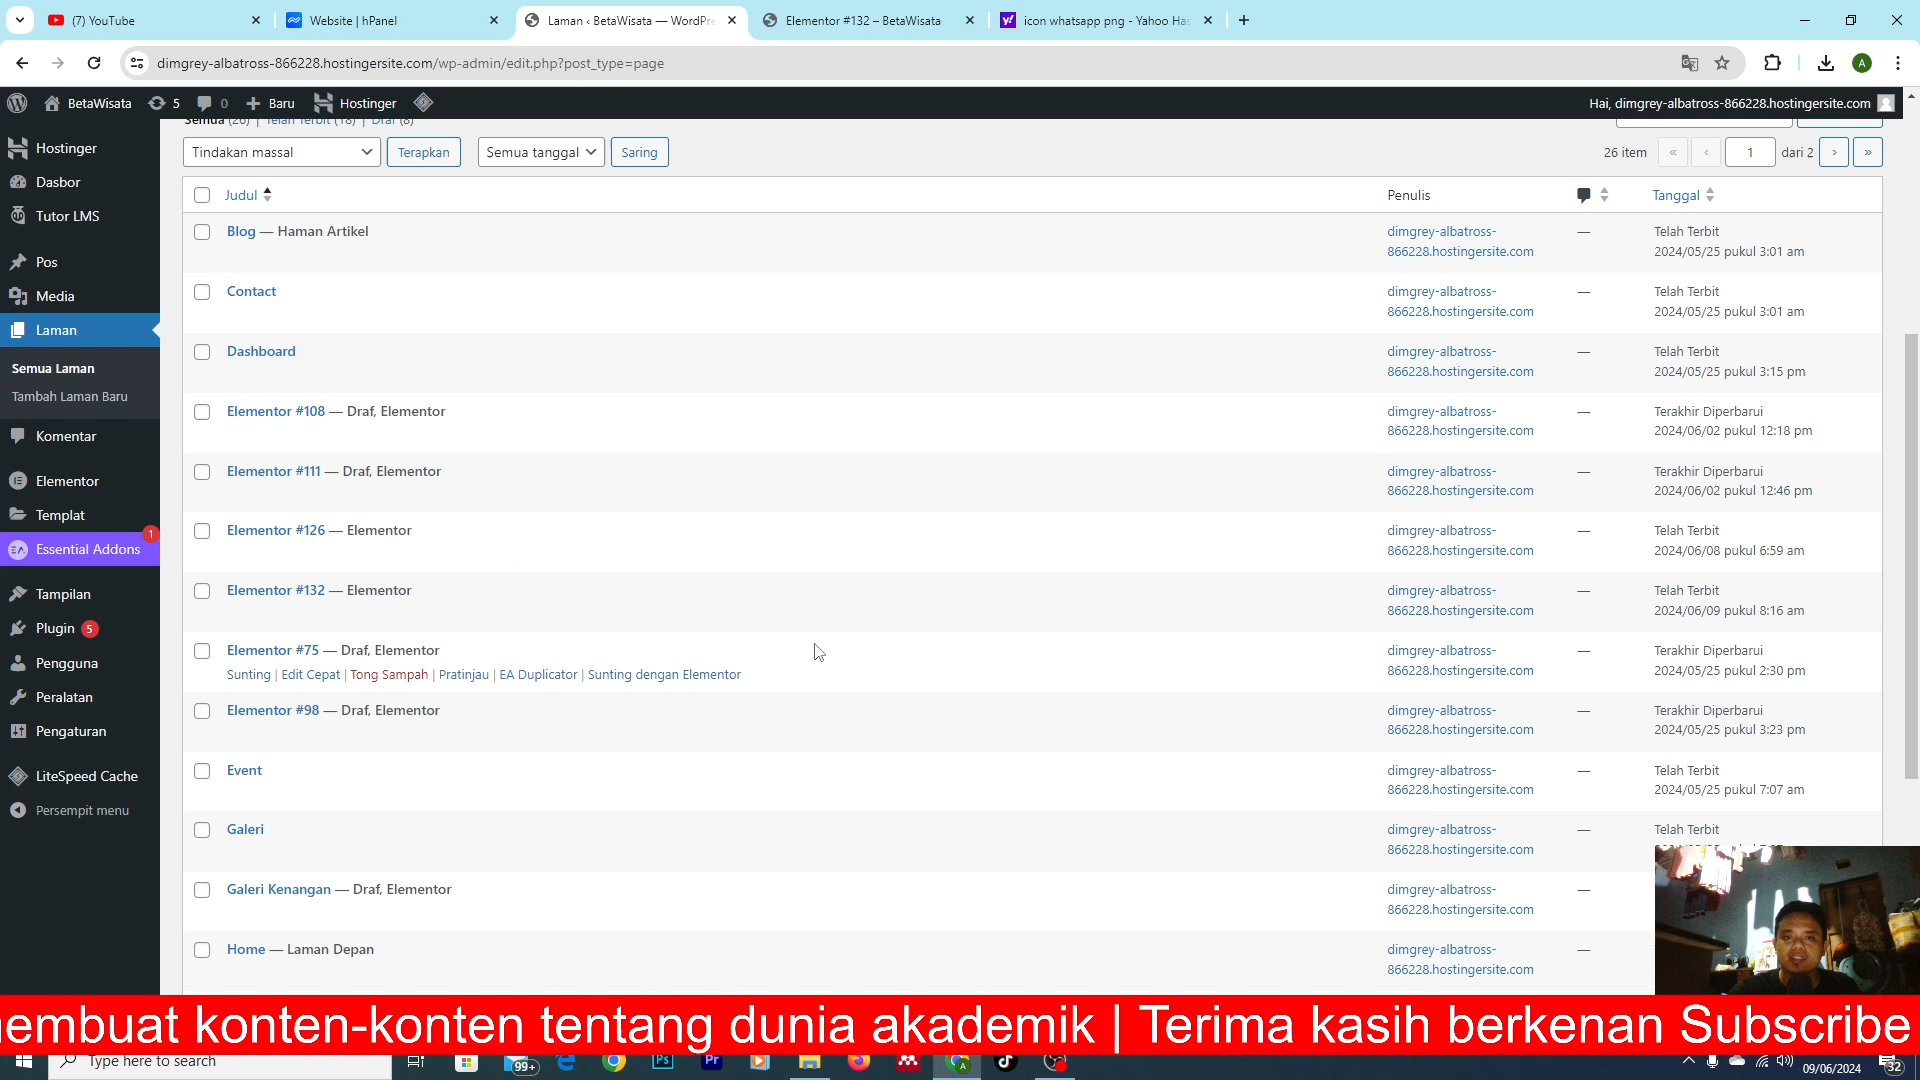 (7) YouTube
Website | hPanel
Laman ‹ BetaWisata — WordPre
Elementor #132 – BetaWisata
icon whatsapp png - Yahoo Has
dimgrey-albatross-866228.hostingersite.com/wp-admin/edit.php?post_type=page
BetaWisata
5
0
Baru
Hostinger
Hai, dimgrey-albatross-866228.hostingersite.com
Semua (26) | Telah Terbit (18) | Draf (8)
Tindakan massal
Terapkan
Semua tanggal
Saring
26 item
«
‹
1
dari 2
›
»
Hostinger
Dasbor
Tutor LMS
Pos
Media
Laman
Semua Laman
Tambah Laman Baru
Komentar
Elementor
Templat
Essential Addons
1
Tampilan
Plugin 5
Pengguna
Peralatan
Pengaturan
LiteSpeed Cache
Persempit menu
Judul
Penulis
Tanggal
Blog — Haman Artikel
dimgrey-albatross-
866228.hostingersite.com
—
Telah Terbit
2024/05/25 pukul 3:01 am
Contact
dimgrey-albatross-
866228.hostingersite.com
—
Telah Terbit
2024/05/25 pukul 3:01 am
Dashboard
dimgrey-albatross-
866228.hostingersite.com
—
Telah Terbit
2024/05/25 pukul 3:15 pm
Elementor #108 — Draf, Elementor
dimgrey-albatross-
866228.hostingersite.com
—
Terakhir Diperbarui
2024/06/02 pukul 12:18 pm
Elementor #111 — Draf, Elementor
dimgrey-albatross-
866228.hostingersite.com
—
Terakhir Diperbarui
2024/06/02 pukul 12:46 pm
Elementor #126 — Elementor
dimgrey-albatross-
866228.hostingersite.com
—
Telah Terbit
2024/06/08 pukul 6:59 am
Elementor #132 — Elementor
dimgrey-albatross-
866228.hostingersite.com
—
Telah Terbit
2024/06/09 pukul 8:16 am
Elementor #75 — Draf, Elementor
Sunting | Edit Cepat | Tong Sampah | Pratinjau | EA Duplicator | Sunting dengan Elementor
dimgrey-albatross-
866228.hostingersite.com
—
Terakhir Diperbarui
2024/05/25 pukul 2:30 pm
Elementor #98 — Draf, Elementor
dimgrey-albatross-
866228.hostingersite.com
—
Terakhir Diperbarui
2024/05/25 pukul 3:23 pm
Event
dimgrey-albatross-
866228.hostingersite.com
—
Telah Terbit
2024/05/25 pukul 7:07 am
Galeri
dimgrey-albatross-
866228.hostingersite.com
—
Telah Terbit
Galeri Kenangan — Draf, Elementor
dimgrey-albatross-
866228.hostingersite.com
—
Home — Laman Depan
dimgrey-albatross-
866228.hostingersite.com
—
embuat konten-konten tentang dunia akademik | Terima kasih berkenan Subscribe
Type here to search
99+
09/06/2024
32